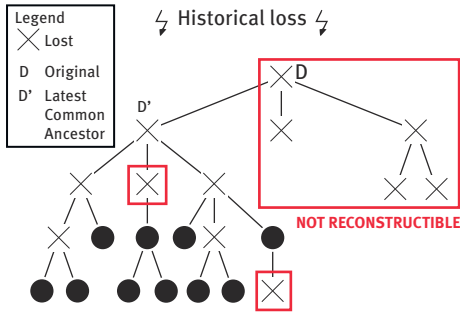 Legend
Lost
D Original
D' Latest
Common
Ancestor
Historical loss
D
D'
NOT RECONSTRUCTIBLE